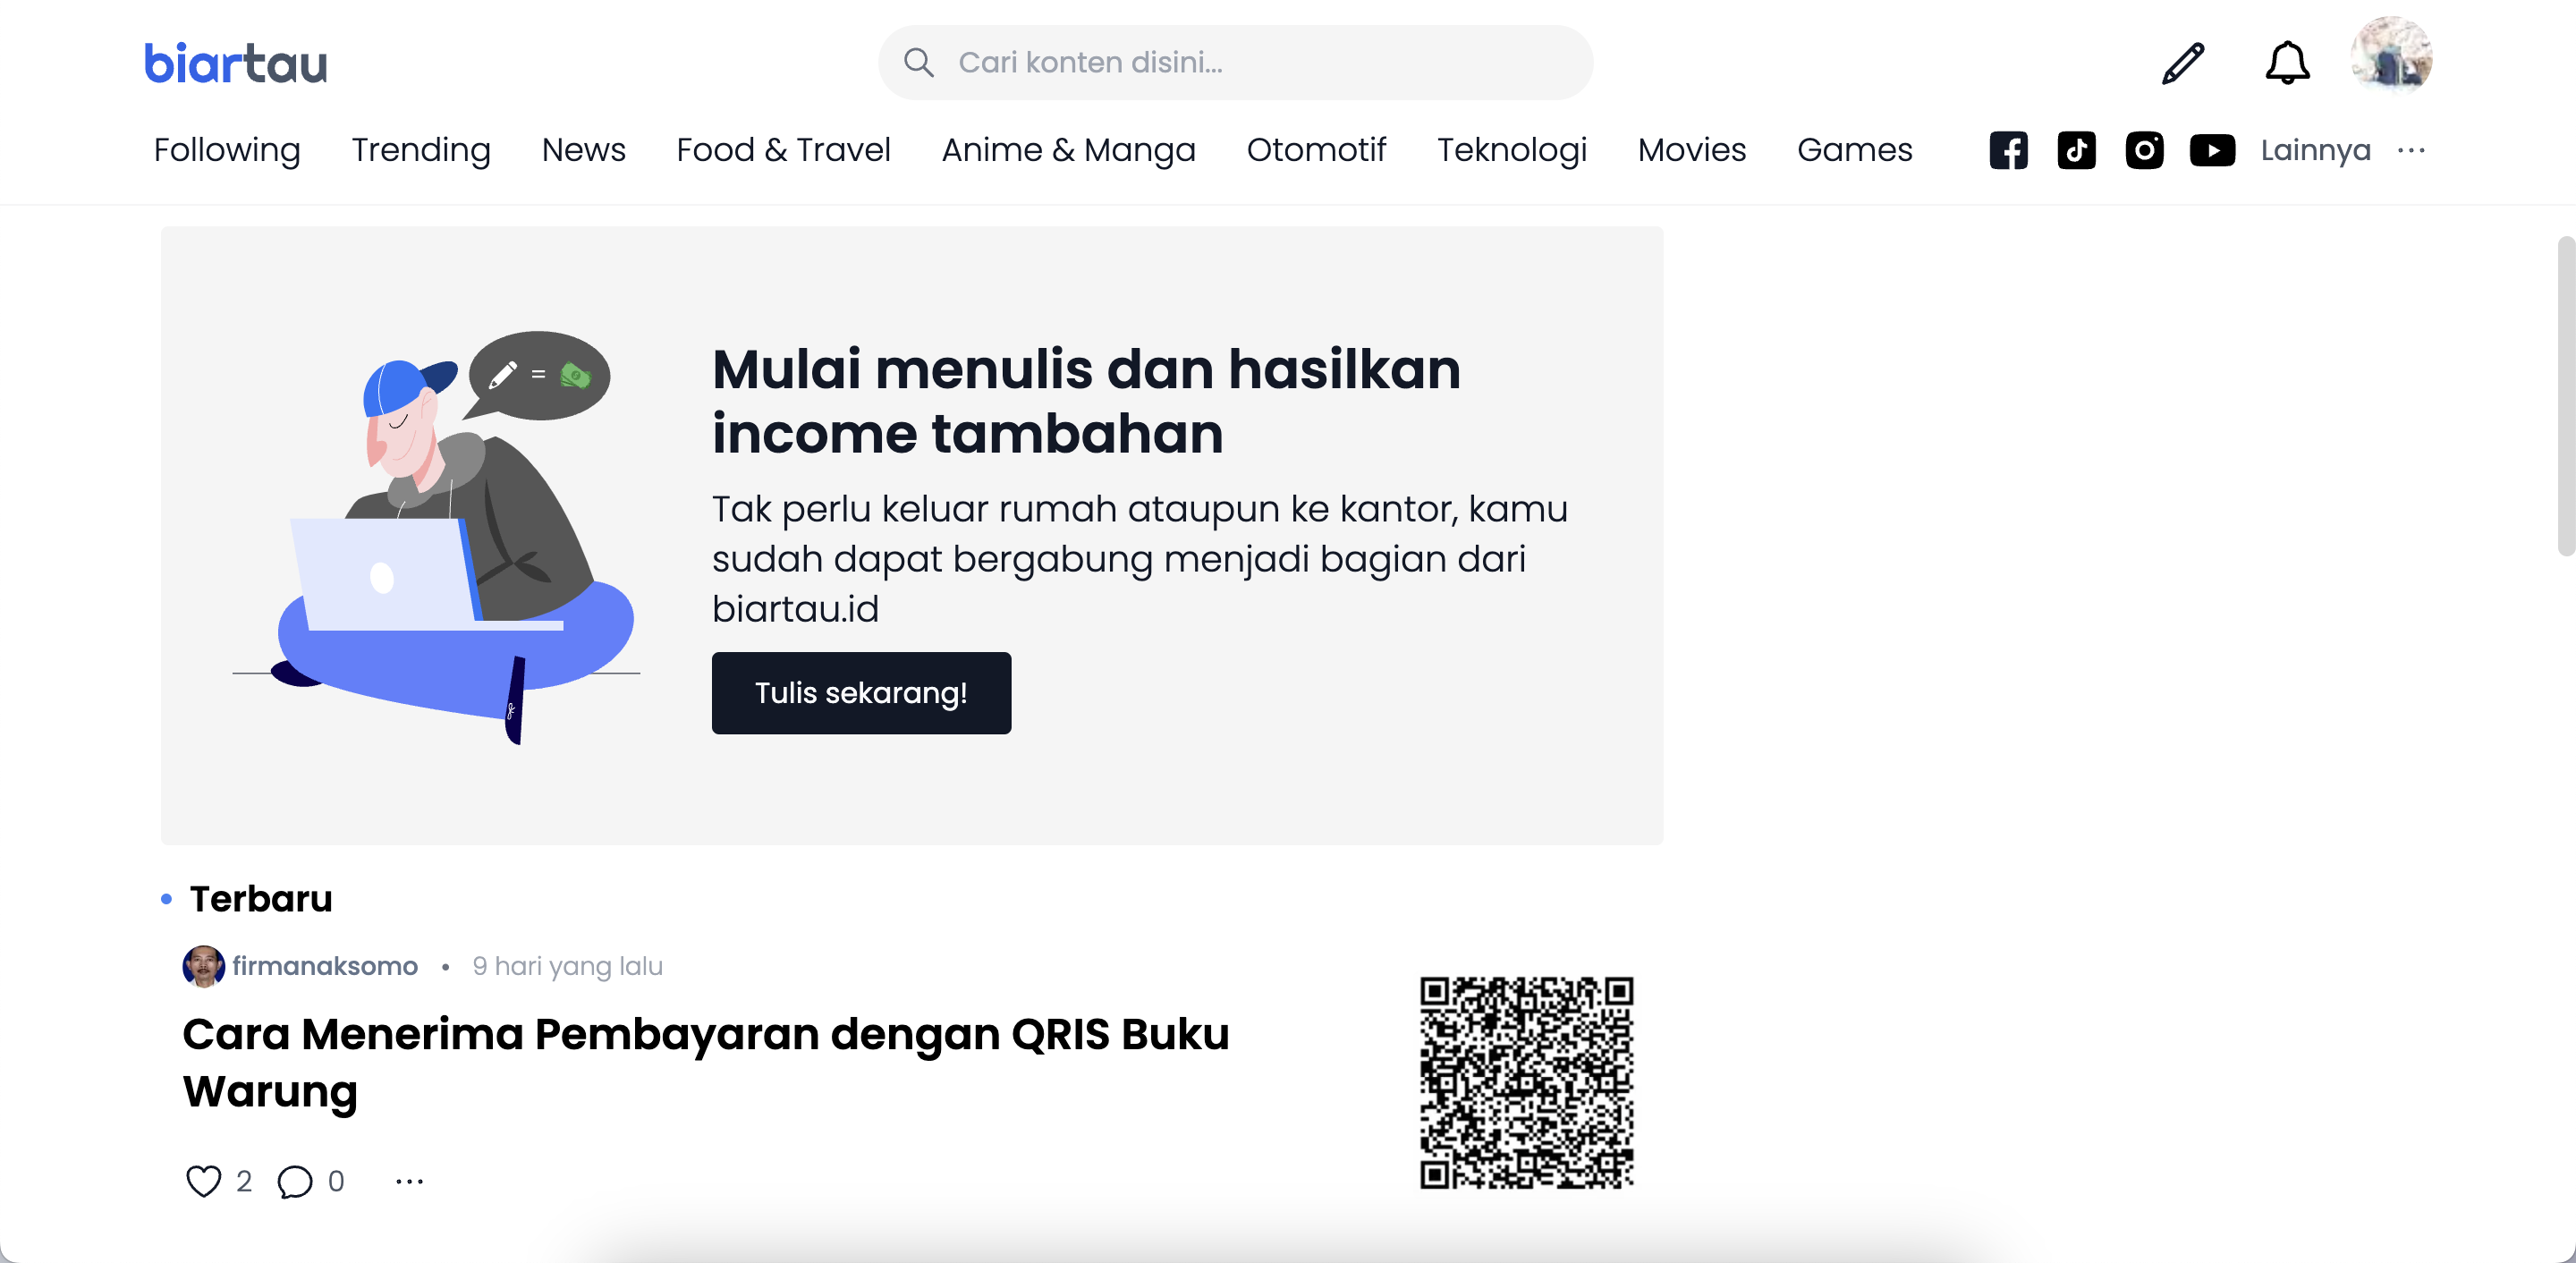 biartau
Cari konten disini...
Following Trending News Food & Travel Anime & Manga Otomotif Teknologi Movies Games Lainnya ...
Mulai menulis dan hasilkan
income tambahan
Tak perlu keluar rumah ataupun ke kantor, kamu
sudah dapat bergabung menjadi bagian dari
biartau.id
Tulis sekarang!
• Terbaru
firmanaksomo • 9 hari yang lalu
Cara Menerima Pembayaran dengan QRIS Buku
Warung
2 0 ...